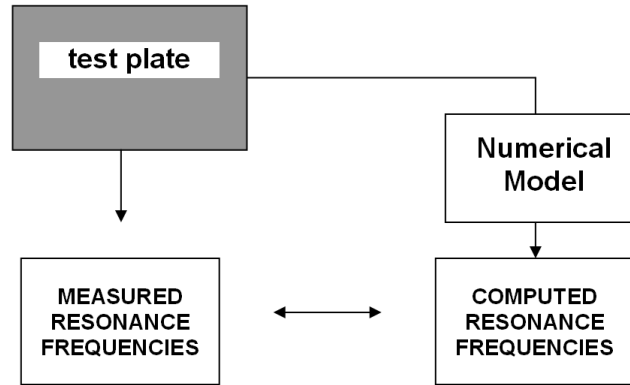 test plate
Numerical
Model
MEASURED
RESONANCE
FREQUENCIES
COMPUTED
RESONANCE
FREQUENCIES